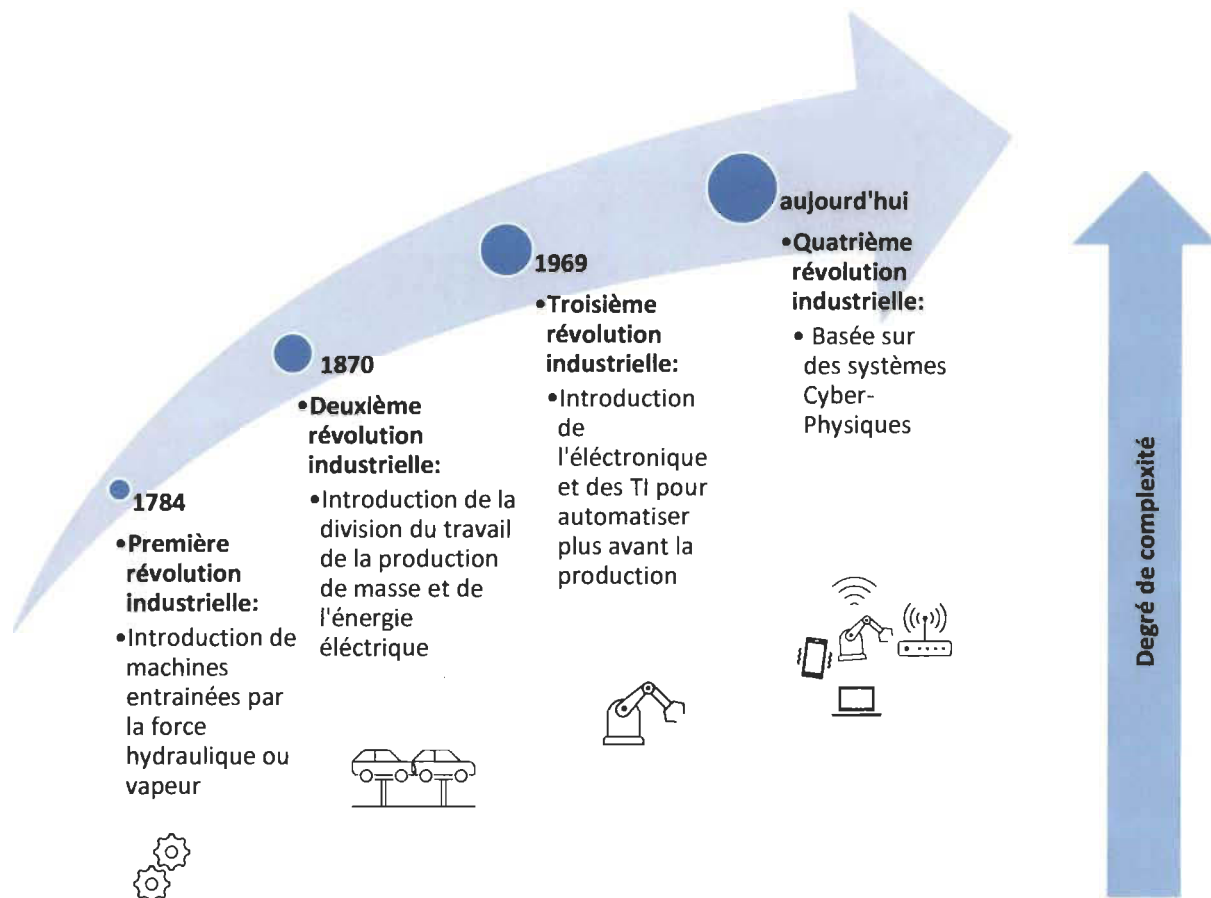 1784
•Première
révolution
industrielle:
•Introduction de
machines
entrainées par
la force
hydraulique ou
vapeur
1870
•Deuxième
révolution
industrielle:
•Introduction de la
division du travail
de la production
de masse et de
l'énergie
éléctrique
1969
•Troisième
révolution
industrielle:
•Introduction
de
l'éléctronique
et des TI pour
automatiser
plus avant la
production
aujourd'hui
•Quatrième
révolution
industrielle:
• Basée sur
des systèmes
Cyber-
Physiques
Degré de complexité